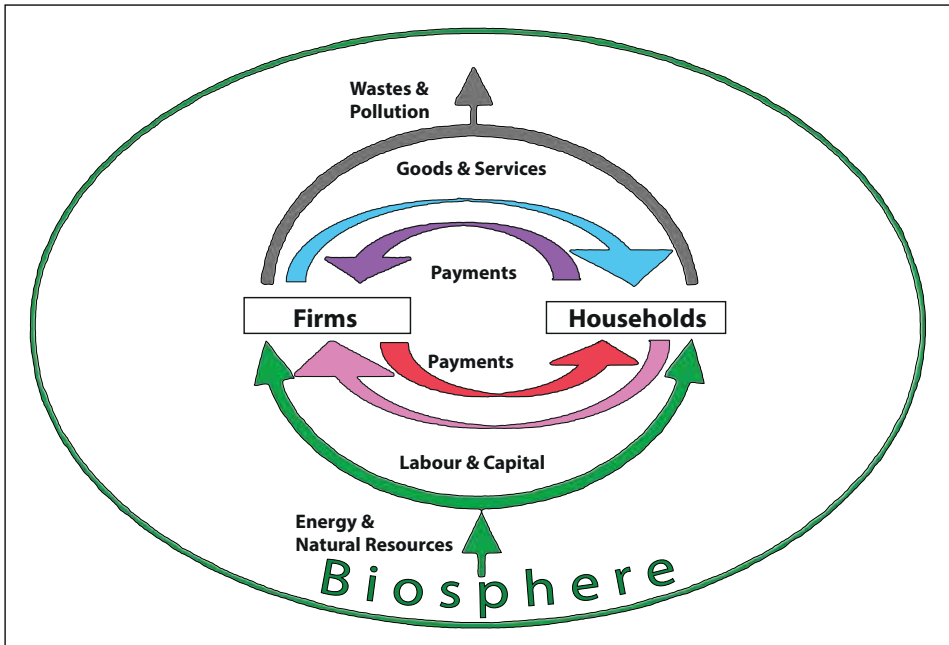 Wastes &
Pollution
Goods & Services
Payments
Firms
Households
Payments
Labour & Capital
Energy &
Natural Resources
Biosphere